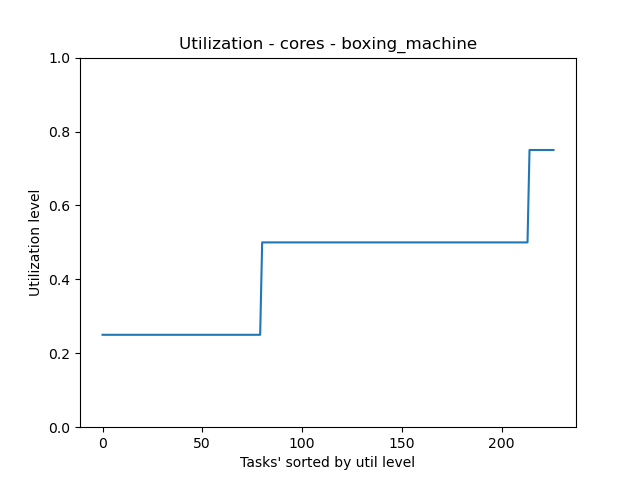 Utilization - cores - boxing_machine
1.0
0.8
0.6
0.4
0.2
0.0
Utilization level
0 50 100 150 200
Tasks' sorted by util level